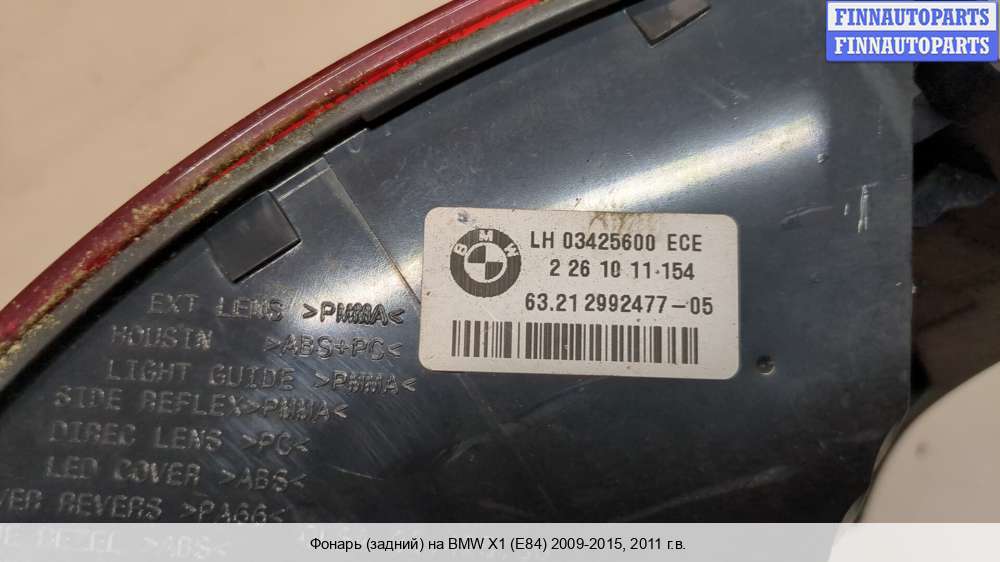 FINNAUTOPARTS
FINNAUTOPARTS
BMW
LH 03425600 ECE
2 26 10 11-154
63.21 2992477-05
EXT LENS >PMMA<
HOUSIN >ABS+PC<
LIGHT GUIDE >PMMA<
SIDE REFLEX>PMMA<
DIREC LENS >PC<
LED COVER >ABS<
REVERS >PA66<
BEZEL >ABS<
Фонарь (задний) на BMW X1 (E84) 2009-2015, 2011 г.в.